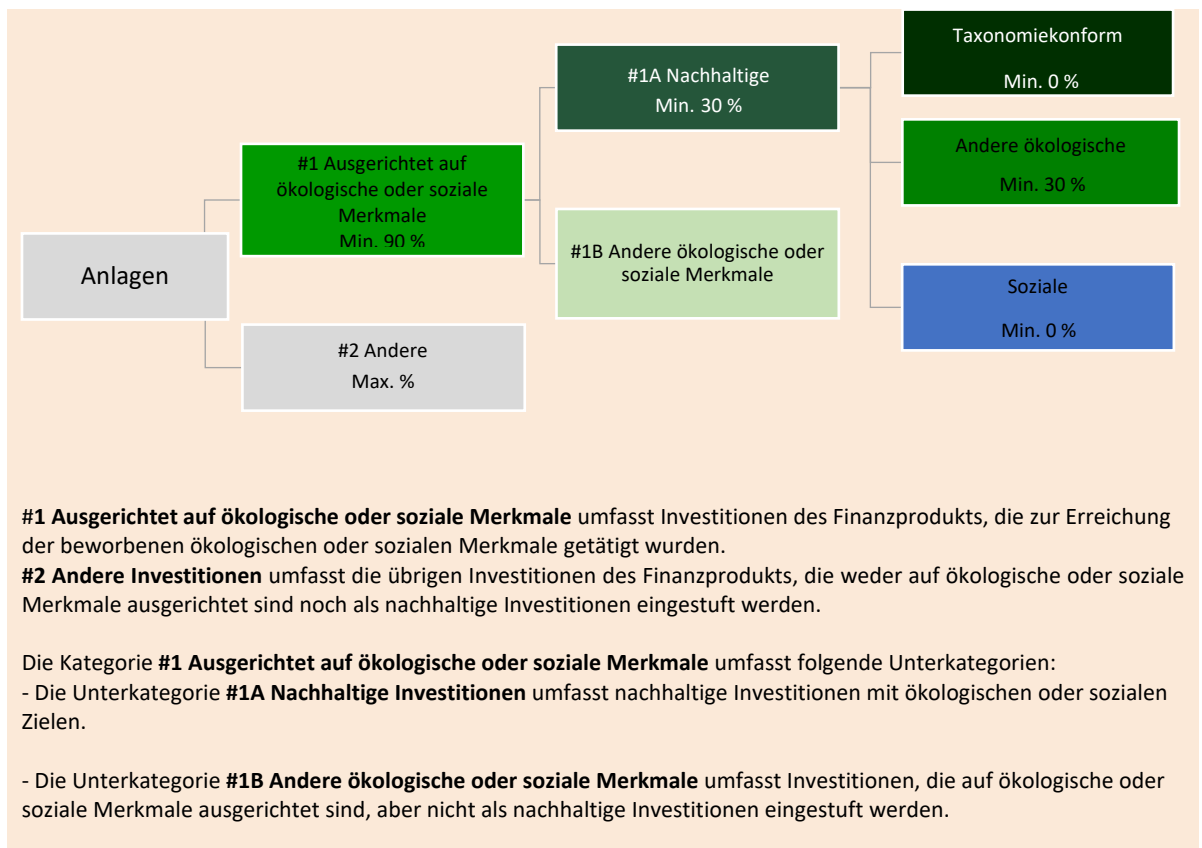 Taxonomiekonform
Min. 0 %
#1A Nachhaltige
Min. 30 %
Andere ökologische
Min. 30 %
#1 Ausgerichtet auf
ökologische oder soziale
Merkmale
Min. 90 %
#1B Andere ökologische oder
soziale Merkmale
Anlagen
Soziale
Min. 0 %
#2 Andere
Max. %
#1 Ausgerichtet auf ökologische oder soziale Merkmale umfasst Investitionen des Finanzprodukts, die zur Erreichung
der beworbenen ökologischen oder sozialen Merkmale getätigt wurden.
#2 Andere Investitionen umfasst die übrigen Investitionen des Finanzprodukts, die weder auf ökologische oder soziale
Merkmale ausgerichtet sind noch als nachhaltige Investitionen eingestuft werden.
Die Kategorie #1 Ausgerichtet auf ökologische oder soziale Merkmale umfasst folgende Unterkategorien:
- Die Unterkategorie #1A Nachhaltige Investitionen umfasst nachhaltige Investitionen mit ökologischen oder sozialen
Zielen.
- Die Unterkategorie #1B Andere ökologische oder soziale Merkmale umfasst Investitionen, die auf ökologische oder
soziale Merkmale ausgerichtet sind, aber nicht als nachhaltige Investitionen eingestuft werden.